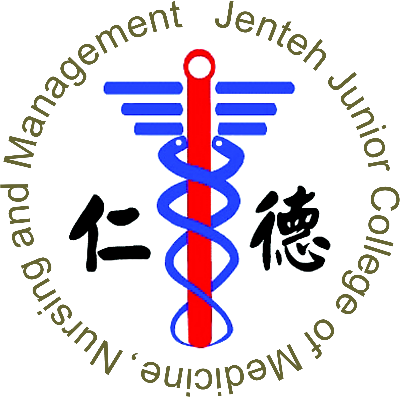 Jenteh Junior College of Medicine, Nursing and Management
仁德